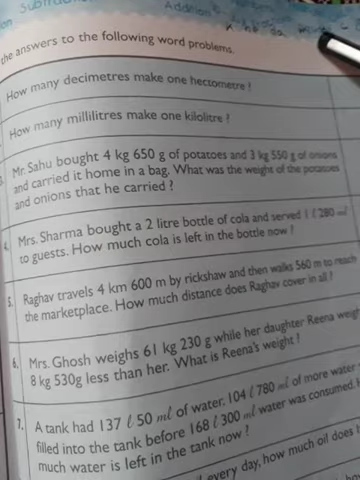 Addition
the answers to the following word problems.
How many decimetres make one hectometre ?
How many millilitres make one kilolitre ?
Mr. Sahu bought 4 kg 650 g of potatoes and 3 kg 550 g of onions
and carried it home in a bag. What was the weight of the potatoes
and onions that he carried ?
4. Mrs. Sharma bought a 2 litre bottle of cola and served 1 ℓ 280 ml
to guests. How much cola is left in the bottle now ?
5. Raghav travels 4 km 600 m by rickshaw and then walks 560 m to reach
the marketplace. How much distance does Raghav cover in all ?
6. Mrs. Ghosh weighs 61 kg 230 g while her daughter Reena weigh
8 kg 530g less than her. What is Reena's weight ?
7. A tank had 137 ℓ 50 ml of water. 104 ℓ 780 ml of more water
filled into the tank before 168 ℓ 300 ml water was consumed.
much water is left in the tank now ?
every day, how much oil does